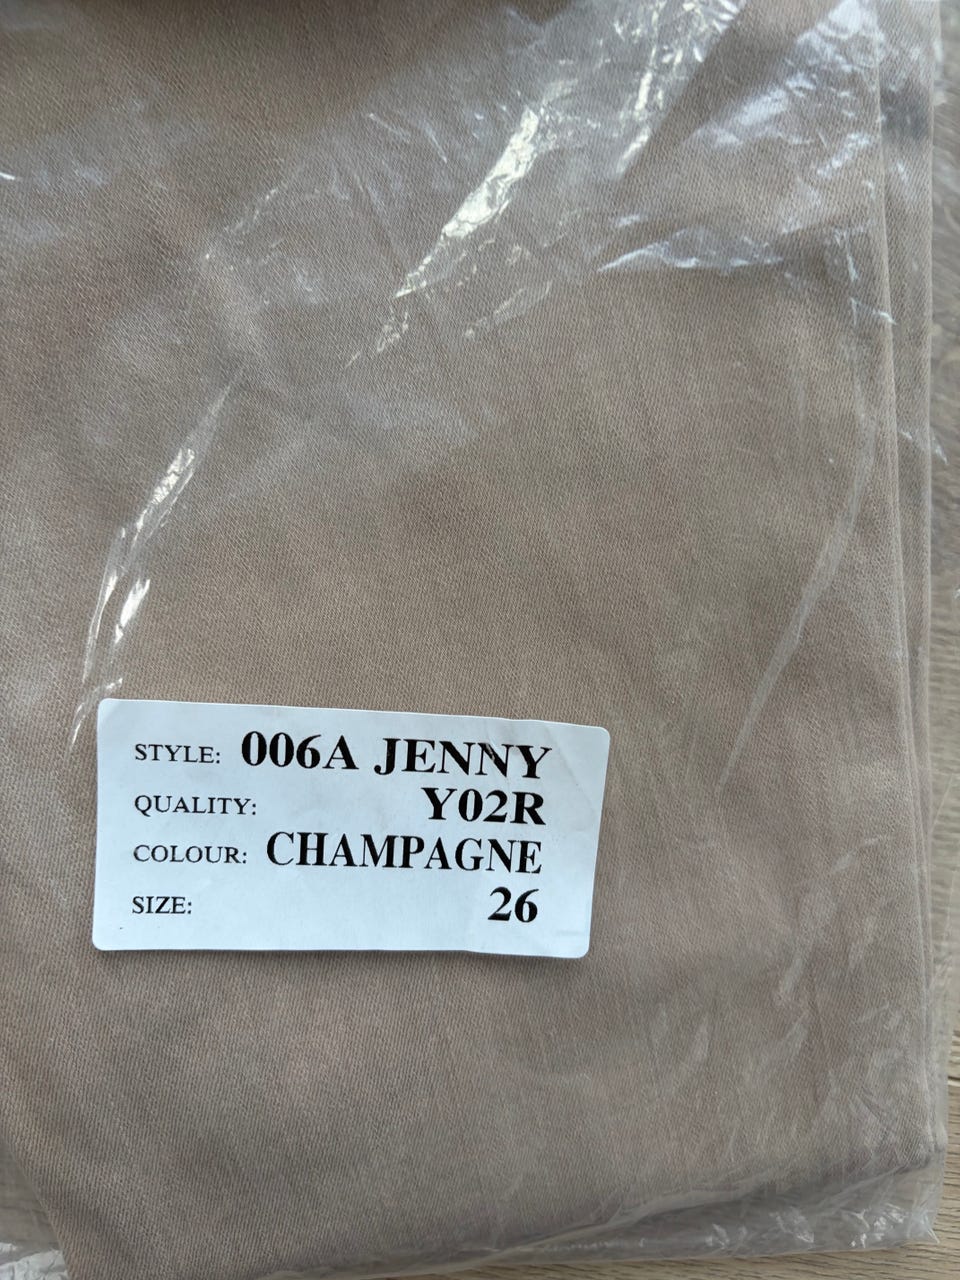 STYLE: 006A JENNY
QUALITY: Y02R
COLOUR: CHAMPAGNE
SIZE: 26